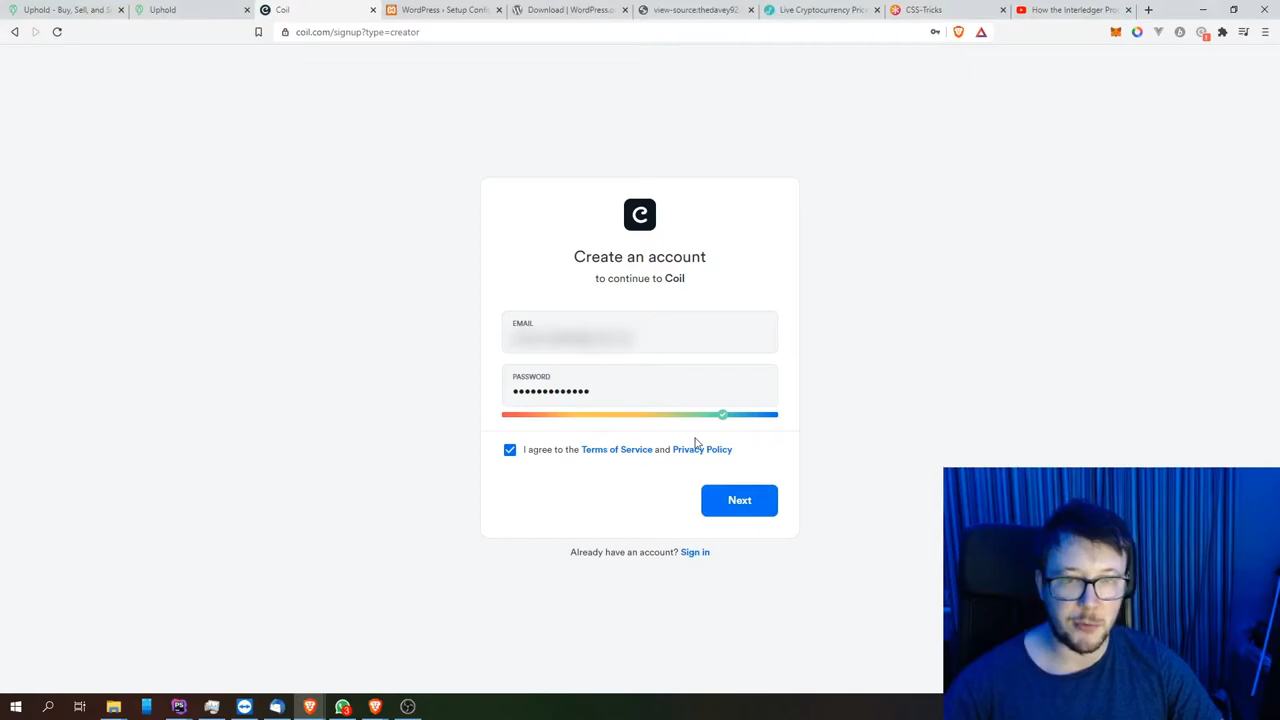 Uphold - Buy, Sell, and S
Uphold
Coil
WordPress › Setup Confi
Download | WordPress.o
view-source:thedavey92
Live Cryptocurrency Pric
CSS-Tricks
How the Interledger Pro
coil.com/signup?type=creator
Create an account
to continue to Coil
EMAIL
PASSWORD
I agree to the Terms of Service and Privacy Policy
Next
Already have an account? Sign in